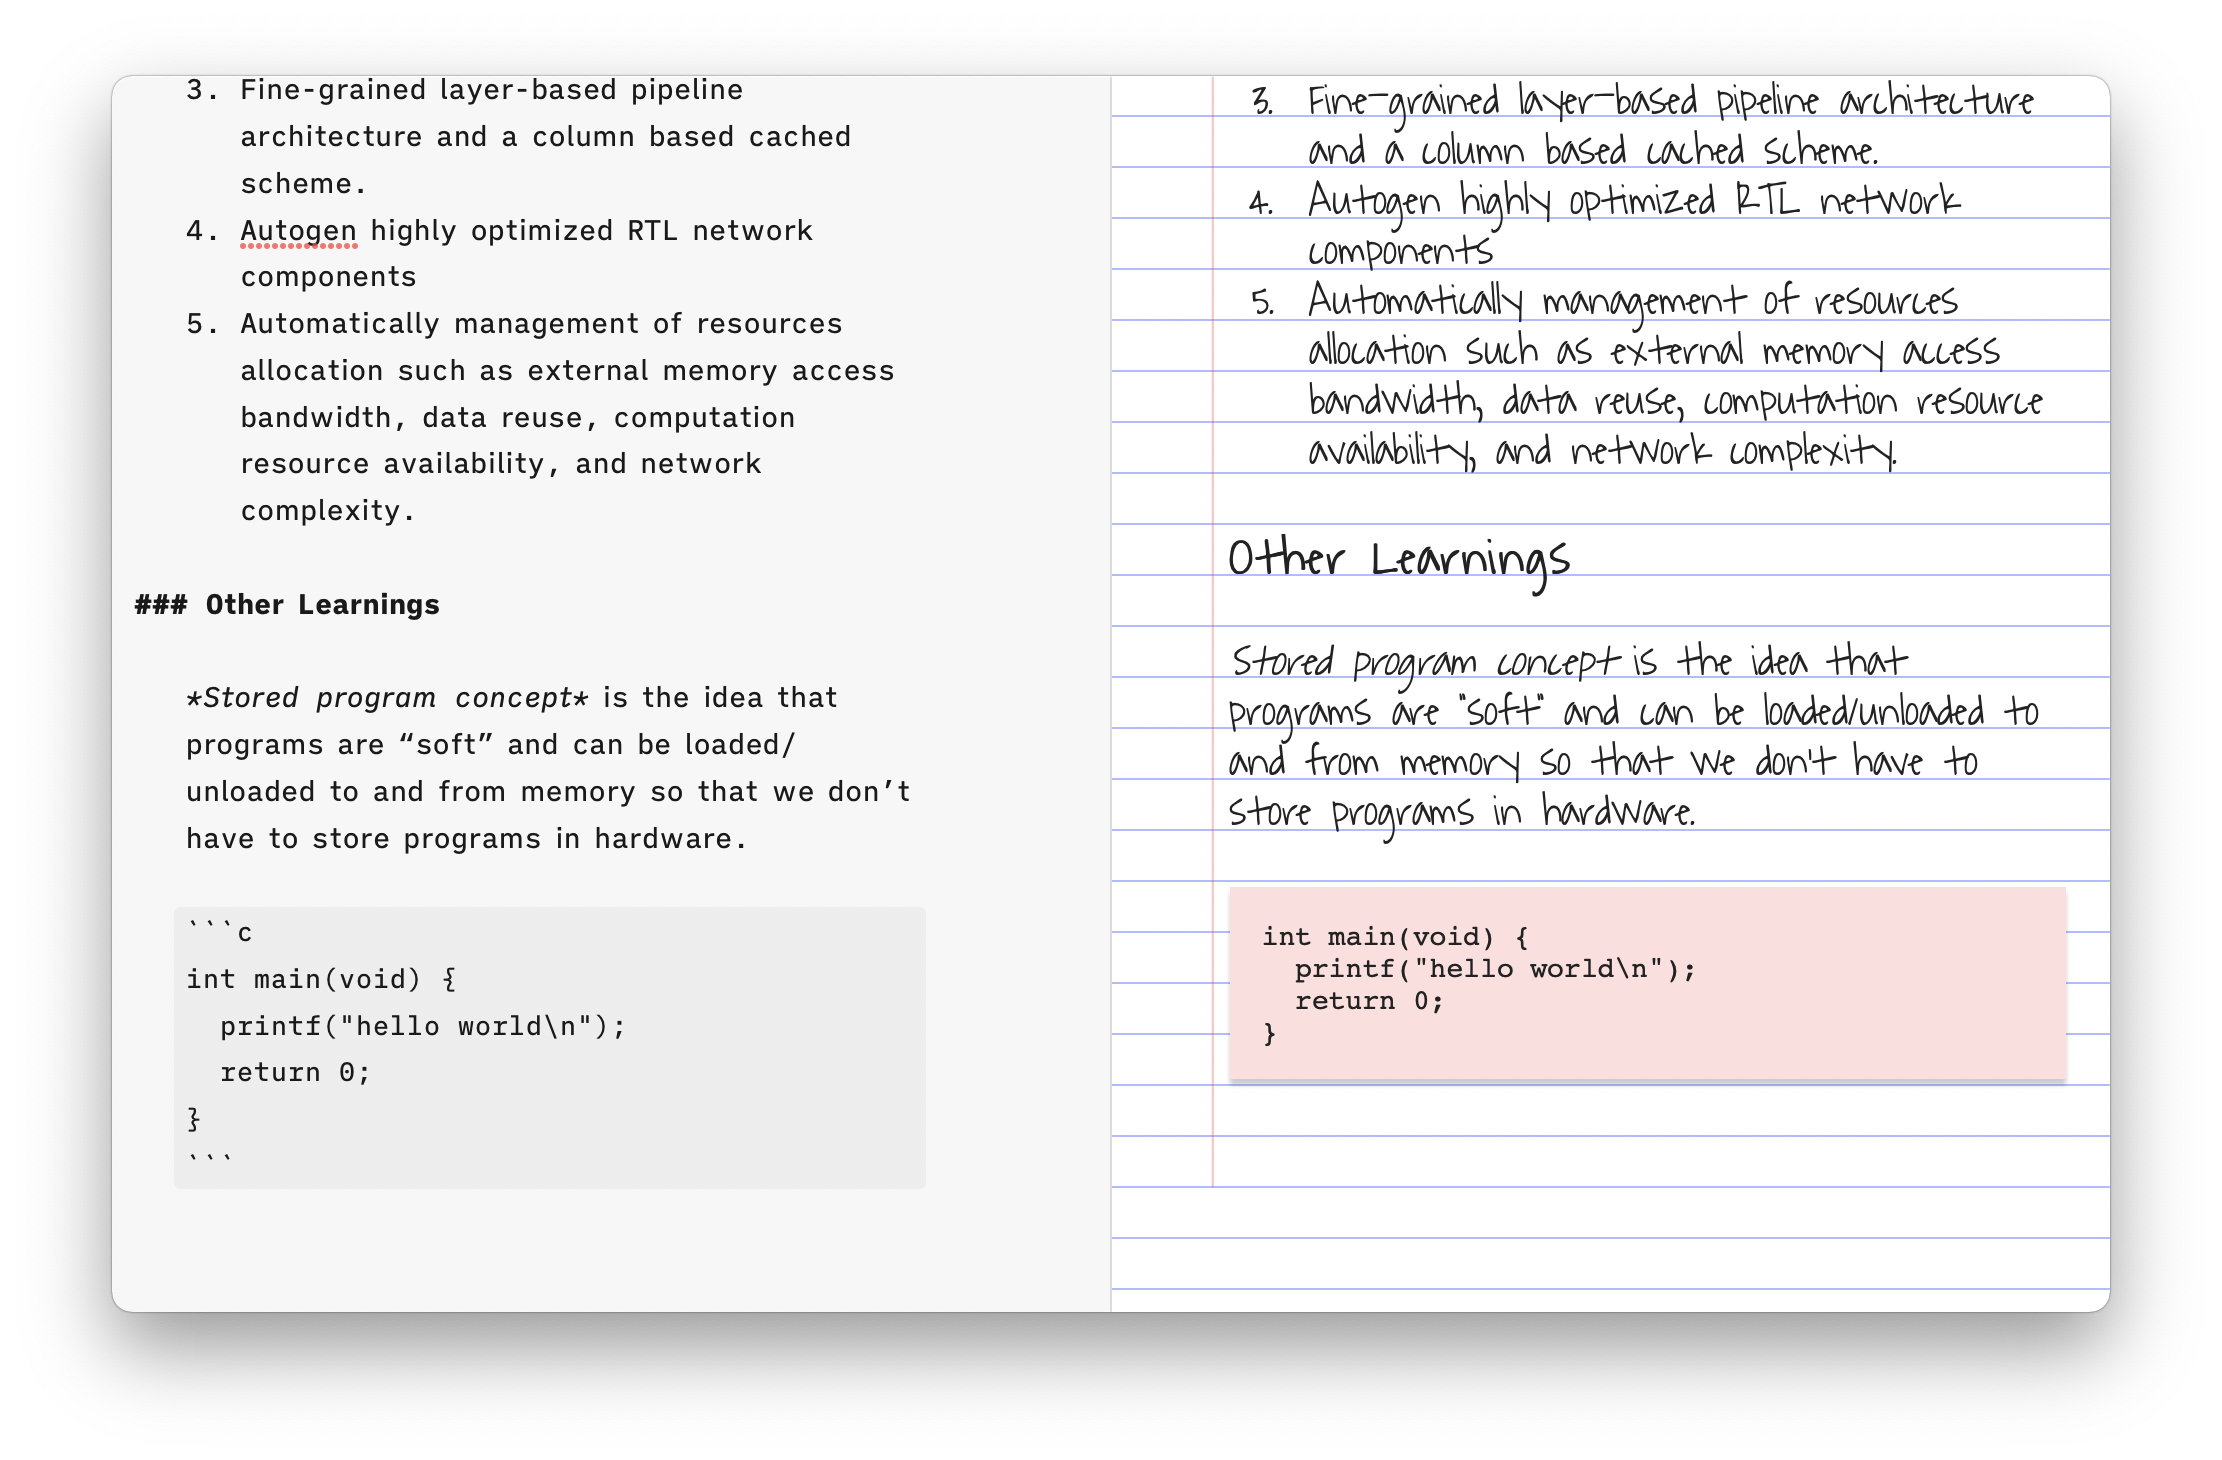 3. Fine-grained layer-based pipeline
architecture and a column based cached
scheme.
4. Autogen highly optimized RTL network
components
5. Automatically management of resources
allocation such as external memory access
bandwidth, data reuse, computation
resource availability, and network
complexity.
### Other Learnings
*Stored program concept* is the idea that
programs are “soft” and can be loaded/
unloaded to and from memory so that we don’t
have to store programs in hardware.
```c
int main(void) {
  printf("hello world\n");
  return 0;
}
```
3. Fine-grained layer-based pipeline architecture
and a column based cached scheme.
4. Autogen highly optimized RTL network
components
5. Automatically management of resources
allocation such as external memory access
bandwidth, data reuse, computation resource
availability, and network complexity.
Other Learnings
Stored program concept is the idea that
programs are "soft" and can be loaded/unloaded to
and from memory so that we don't have to
store programs in hardware.
int main(void) {
  printf("hello world\n");
  return 0;
}